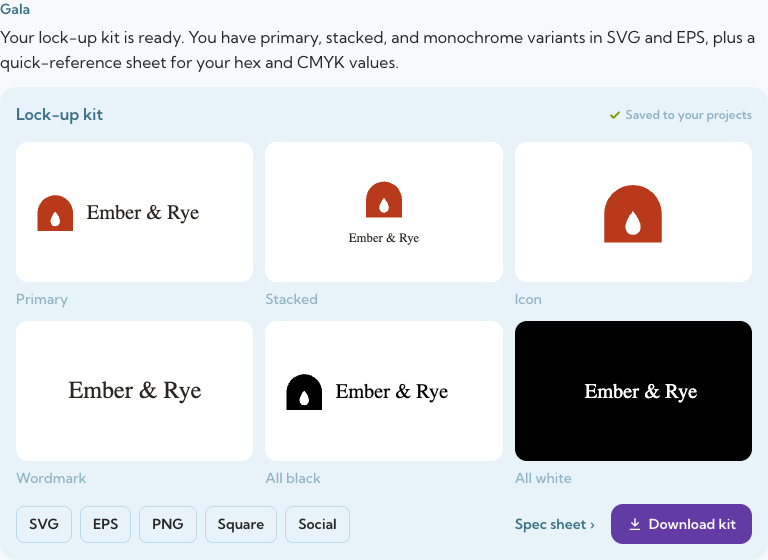 Gala
Your lock-up kit is ready. You have primary, stacked, and monochrome variants in SVG and EPS, plus a
quick-reference sheet for your hex and CMYK values.
Lock-up kit
Saved to your projects
Ember & Rye
Ember & Rye
Primary
Stacked
Icon
Ember & Rye
Ember & Rye
Ember & Rye
Wordmark
All black
All white
SVG
EPS
PNG
Square
Social
Spec sheet ›
Download kit